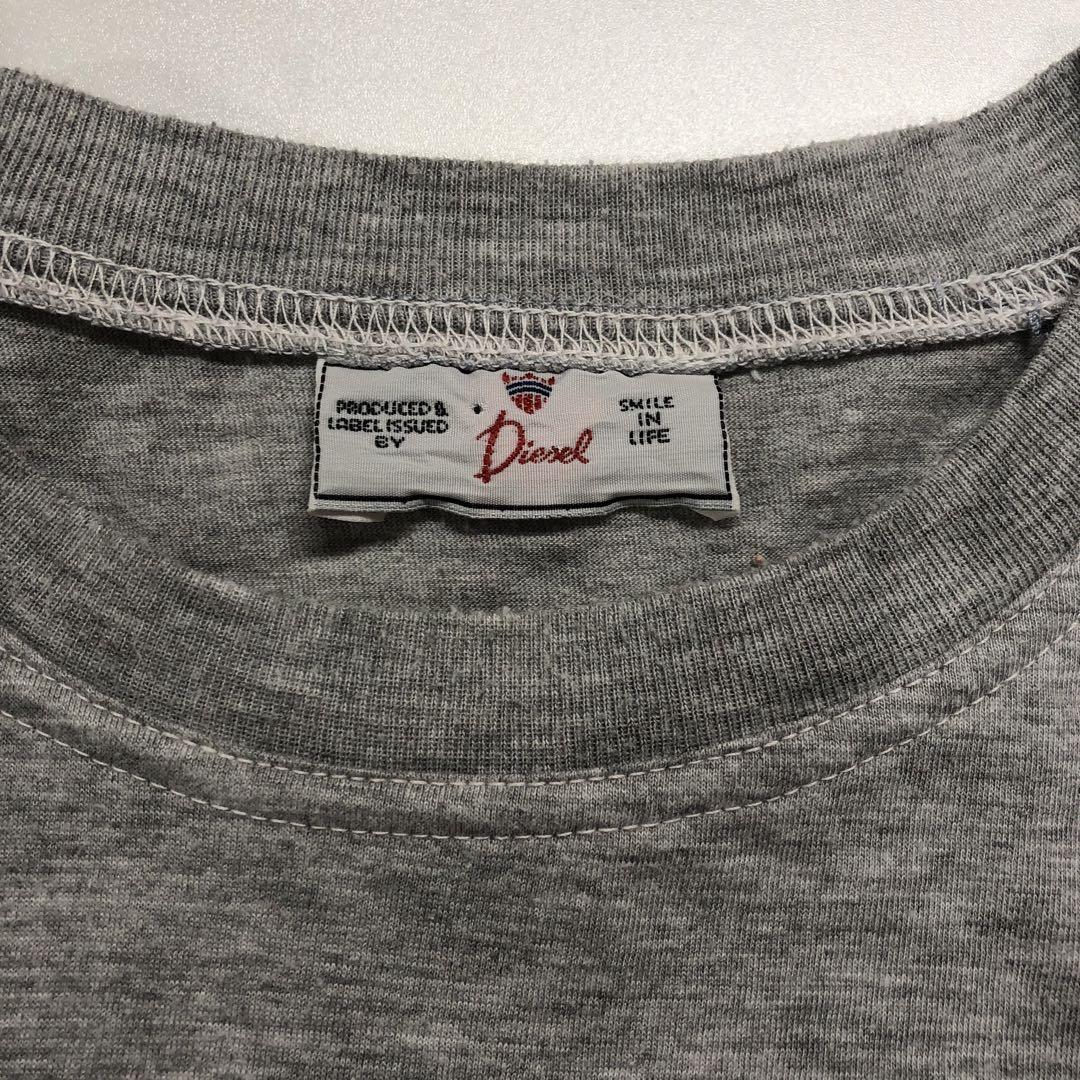 PRODUCED &
LABEL ISSUED
BY
Diesel
SMILE
IN
LIFE